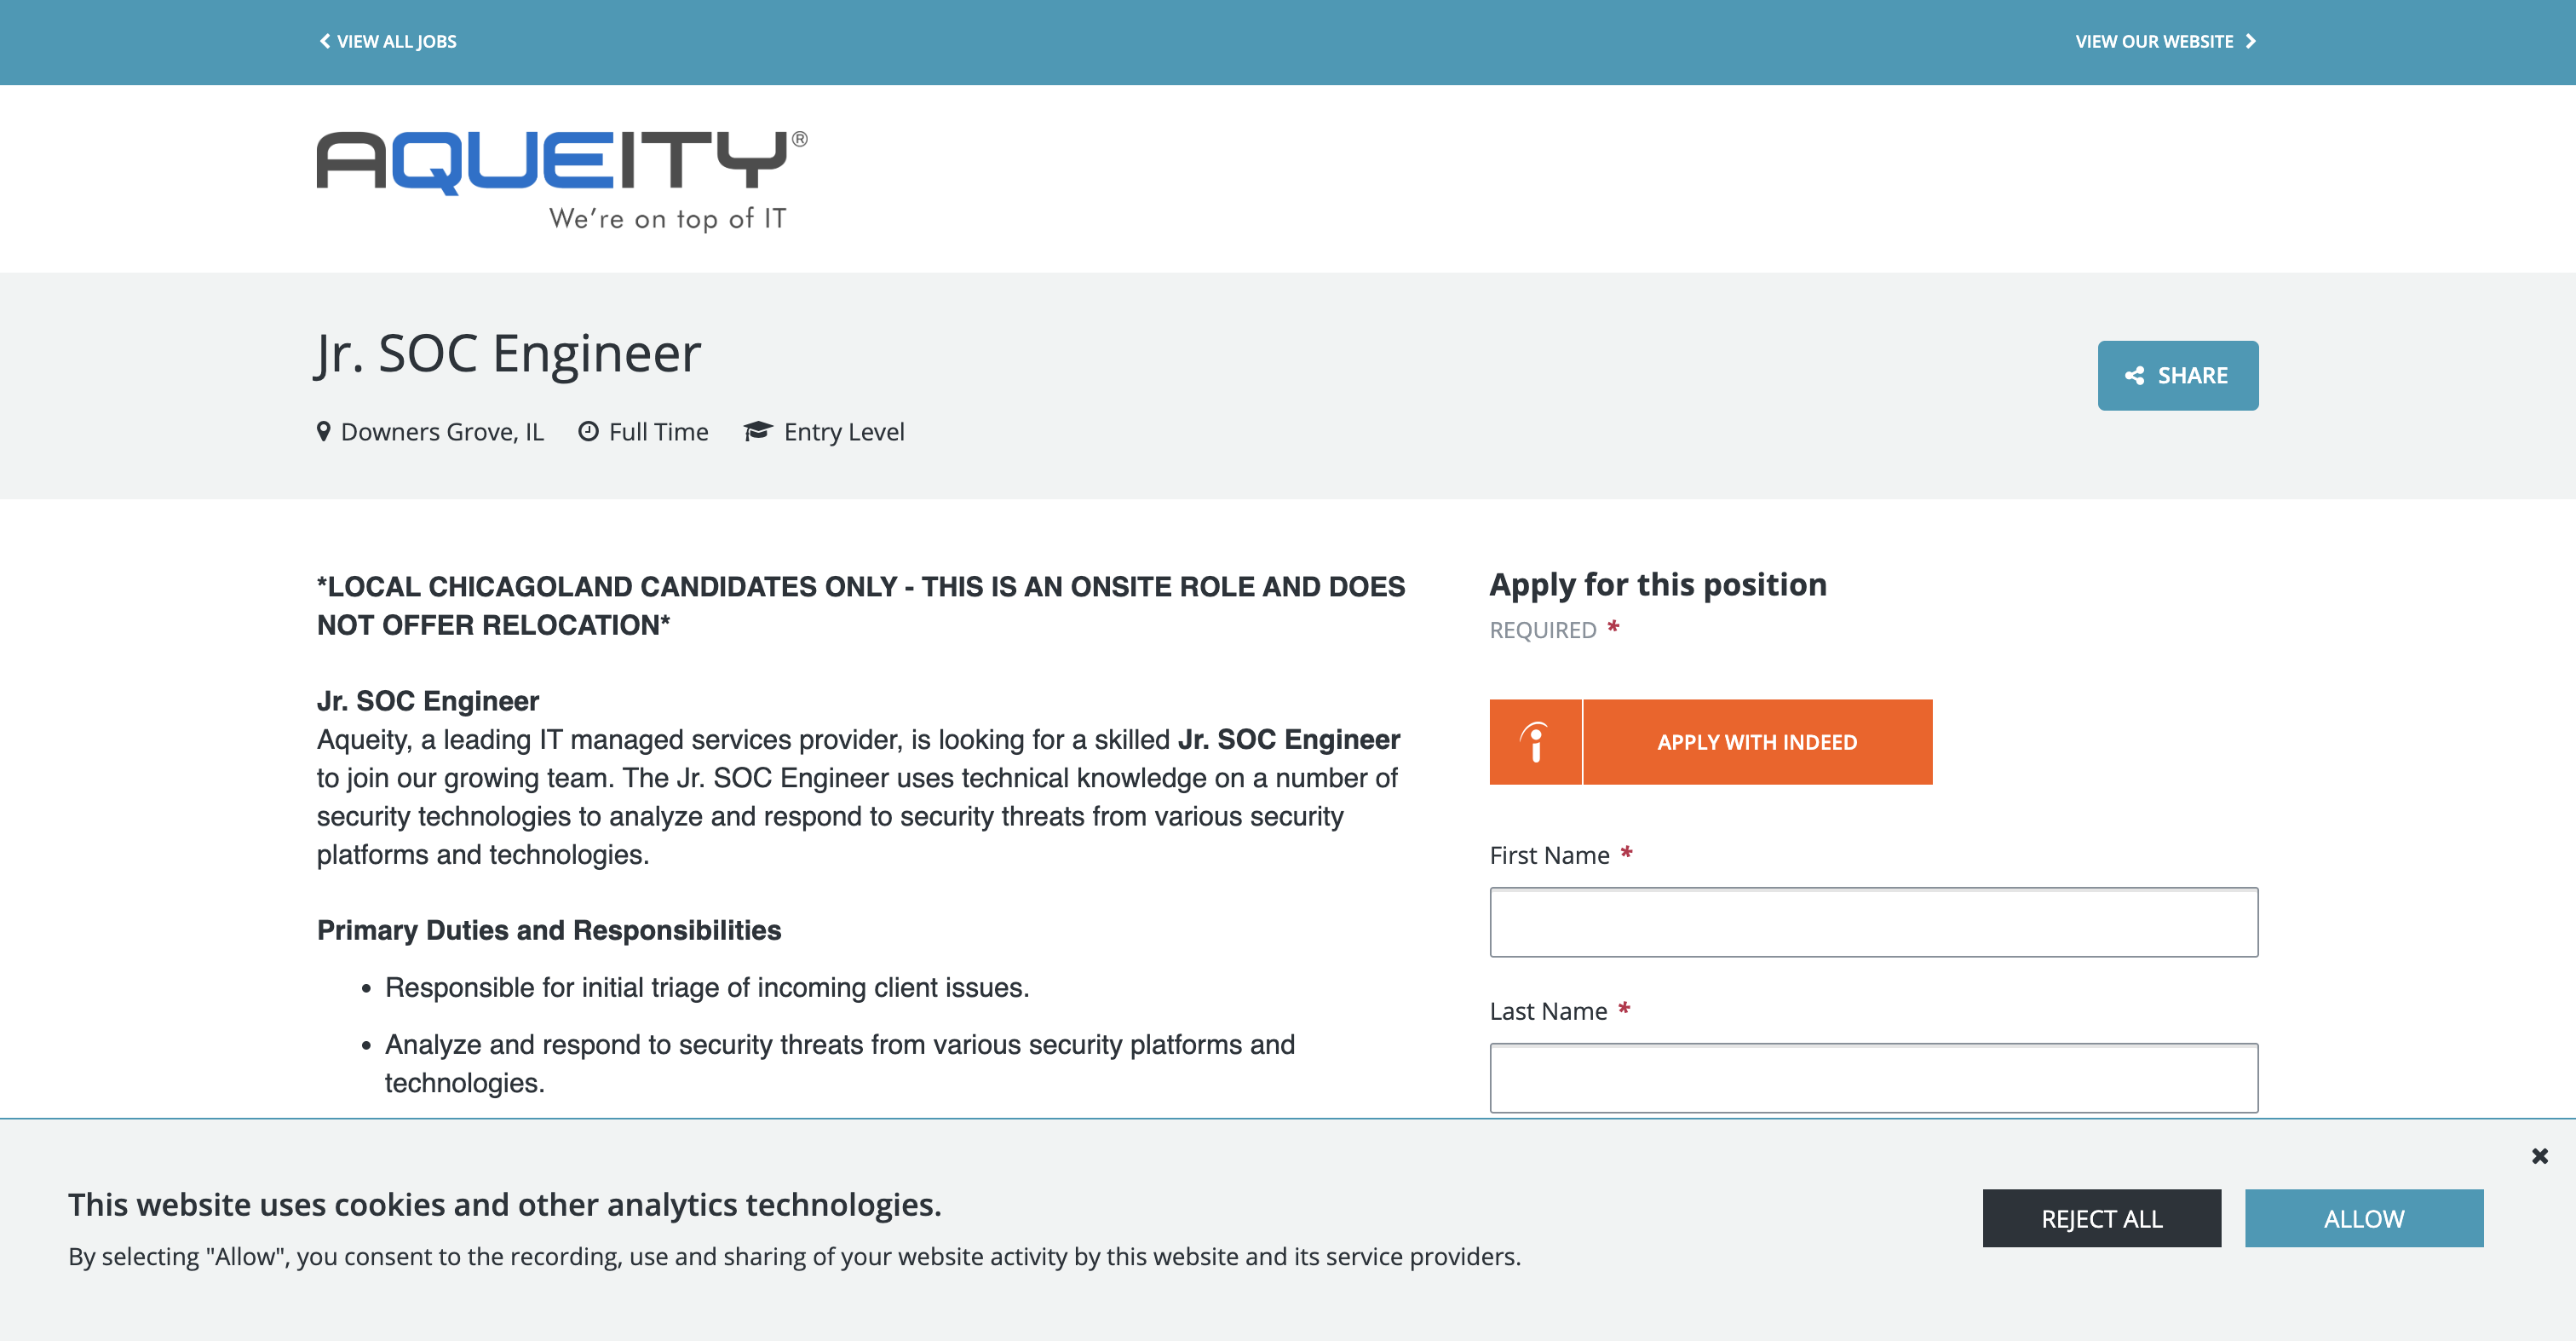 VIEW ALL JOBS
VIEW OUR WEBSITE
AQUEITY®
We're on top of IT
Jr. SOC Engineer
SHARE
Downers Grove, IL Full Time Entry Level
*LOCAL CHICAGOLAND CANDIDATES ONLY - THIS IS AN ONSITE ROLE AND DOES
NOT OFFER RELOCATION*
Jr. SOC Engineer
Aqueity, a leading IT managed services provider, is looking for a skilled Jr. SOC Engineer
to join our growing team. The Jr. SOC Engineer uses technical knowledge on a number of
security technologies to analyze and respond to security threats from various security
platforms and technologies.
Primary Duties and Responsibilities
• Responsible for initial triage of incoming client issues.
• Analyze and respond to security threats from various security platforms and
technologies.
Apply for this position
REQUIRED *
i APPLY WITH INDEED
First Name *
Last Name *
This website uses cookies and other analytics technologies.
By selecting "Allow", you consent to the recording, use and sharing of your website activity by this website and its service providers.
REJECT ALL
ALLOW